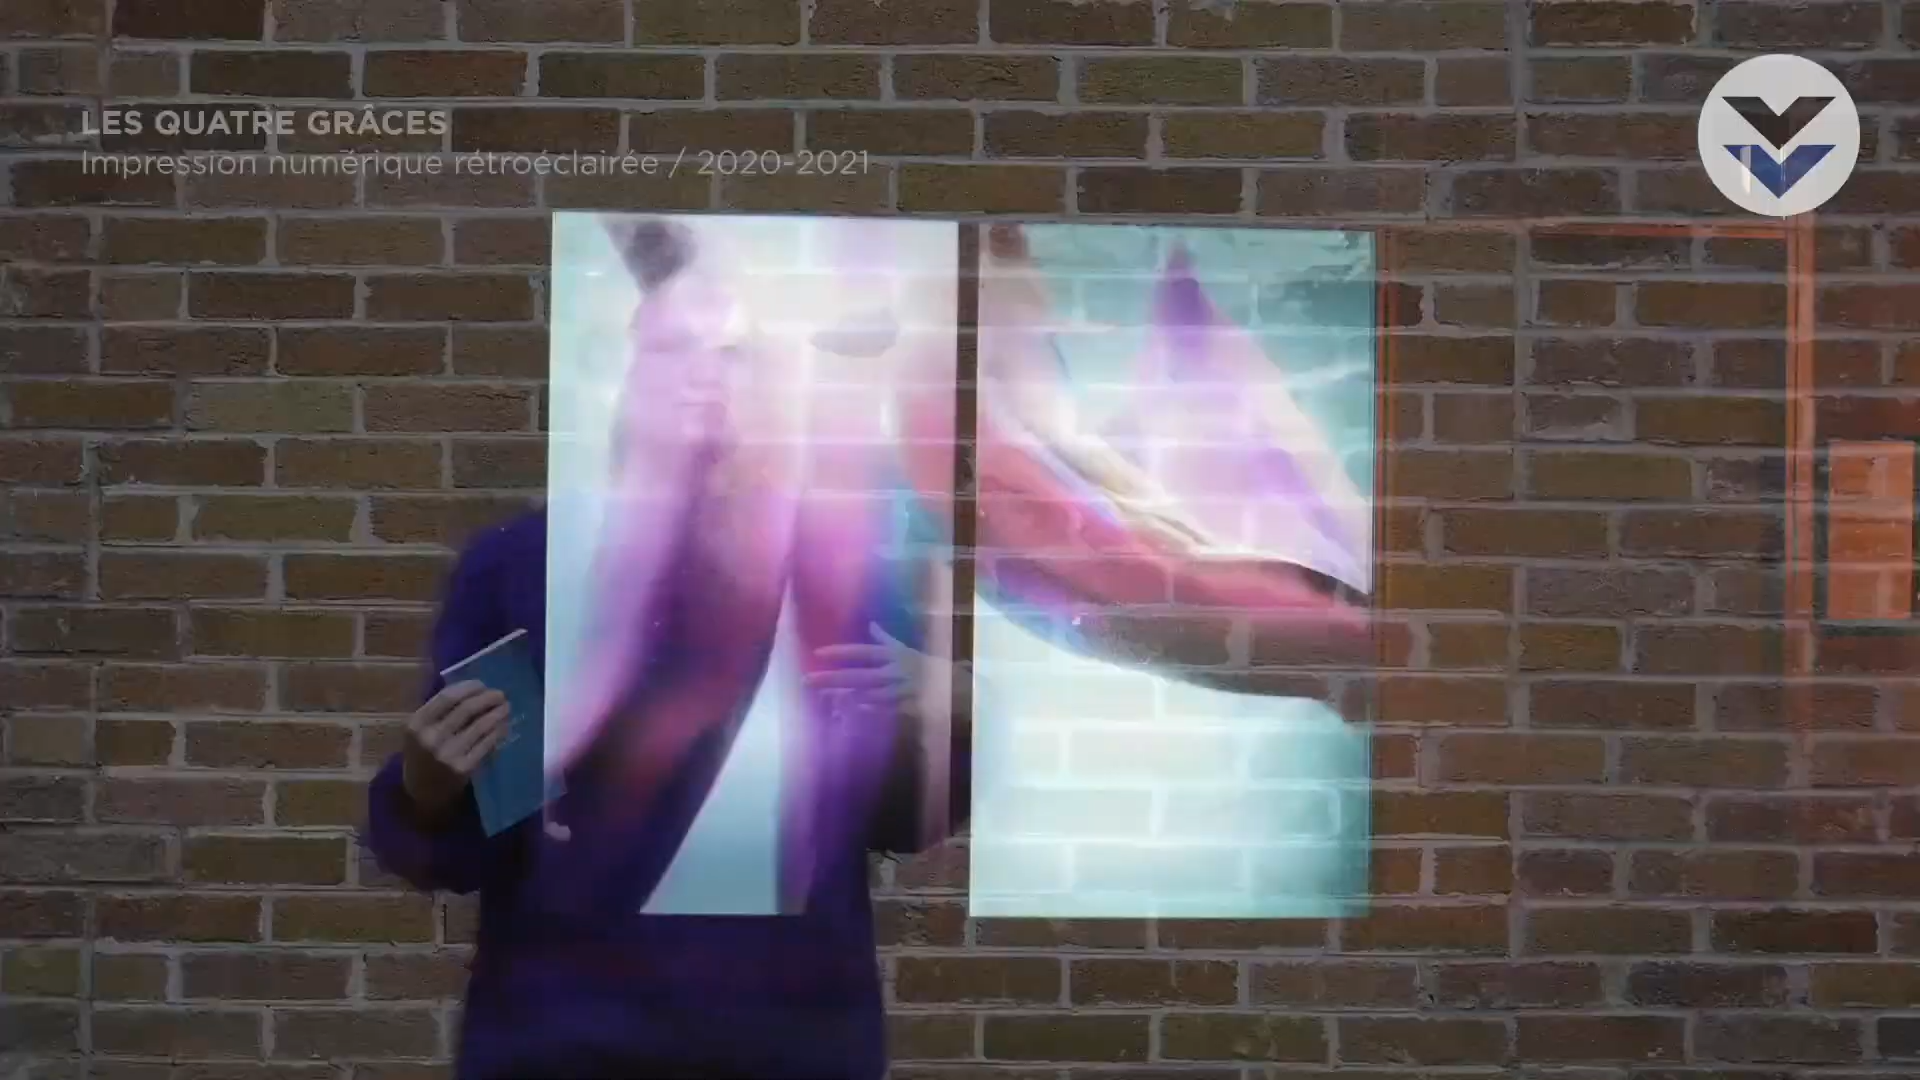 LES QUATRE GRÂCES
Impression numérique rétroéclairée / 2020-2021